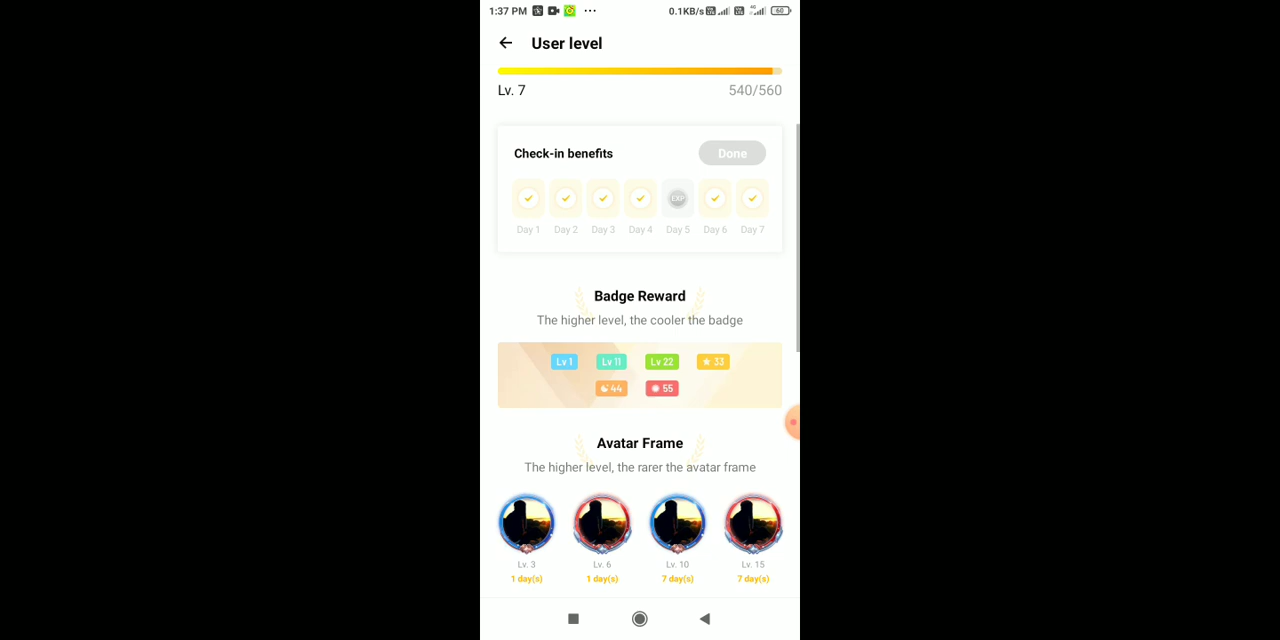 1:37 PM ... 0.1KB/s 4G 60
User level
Lv. 7 540/560
Check-in benefits Done
EXP
Day 1 Day 2 Day 3 Day 4 Day 5 Day 6 Day 7
Badge Reward
The higher level, the cooler the badge
Lv 1 Lv 11 Lv 22 33
44 55
Avatar Frame
The higher level, the rarer the avatar frame
Lv. 3 Lv. 6 Lv. 10 Lv. 15
1 day(s) 1 day(s) 7 day(s) 7 day(s)